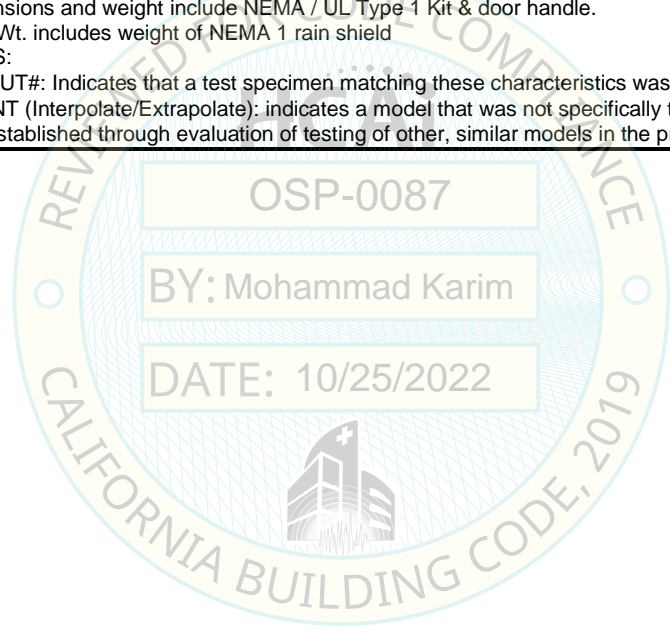 nsions and weight include NEMA / UL Type 1 Kit & door handle.
Wt. includes weight of NEMA 1 rain shield
S:
UT#: Indicates that a test specimen matching these characteristics was
NT (Interpolate/Extrapolate): indicates a model that was not specifically
stablished through evaluation of testing of other, similar models in the
REVIEWED FOR CODE COMPLIANCE
HCAi
OSP-0087
BY: Mohammad Karim
DATE: 10/25/2022
CALIFORNIA BUILDING CODE, 2019